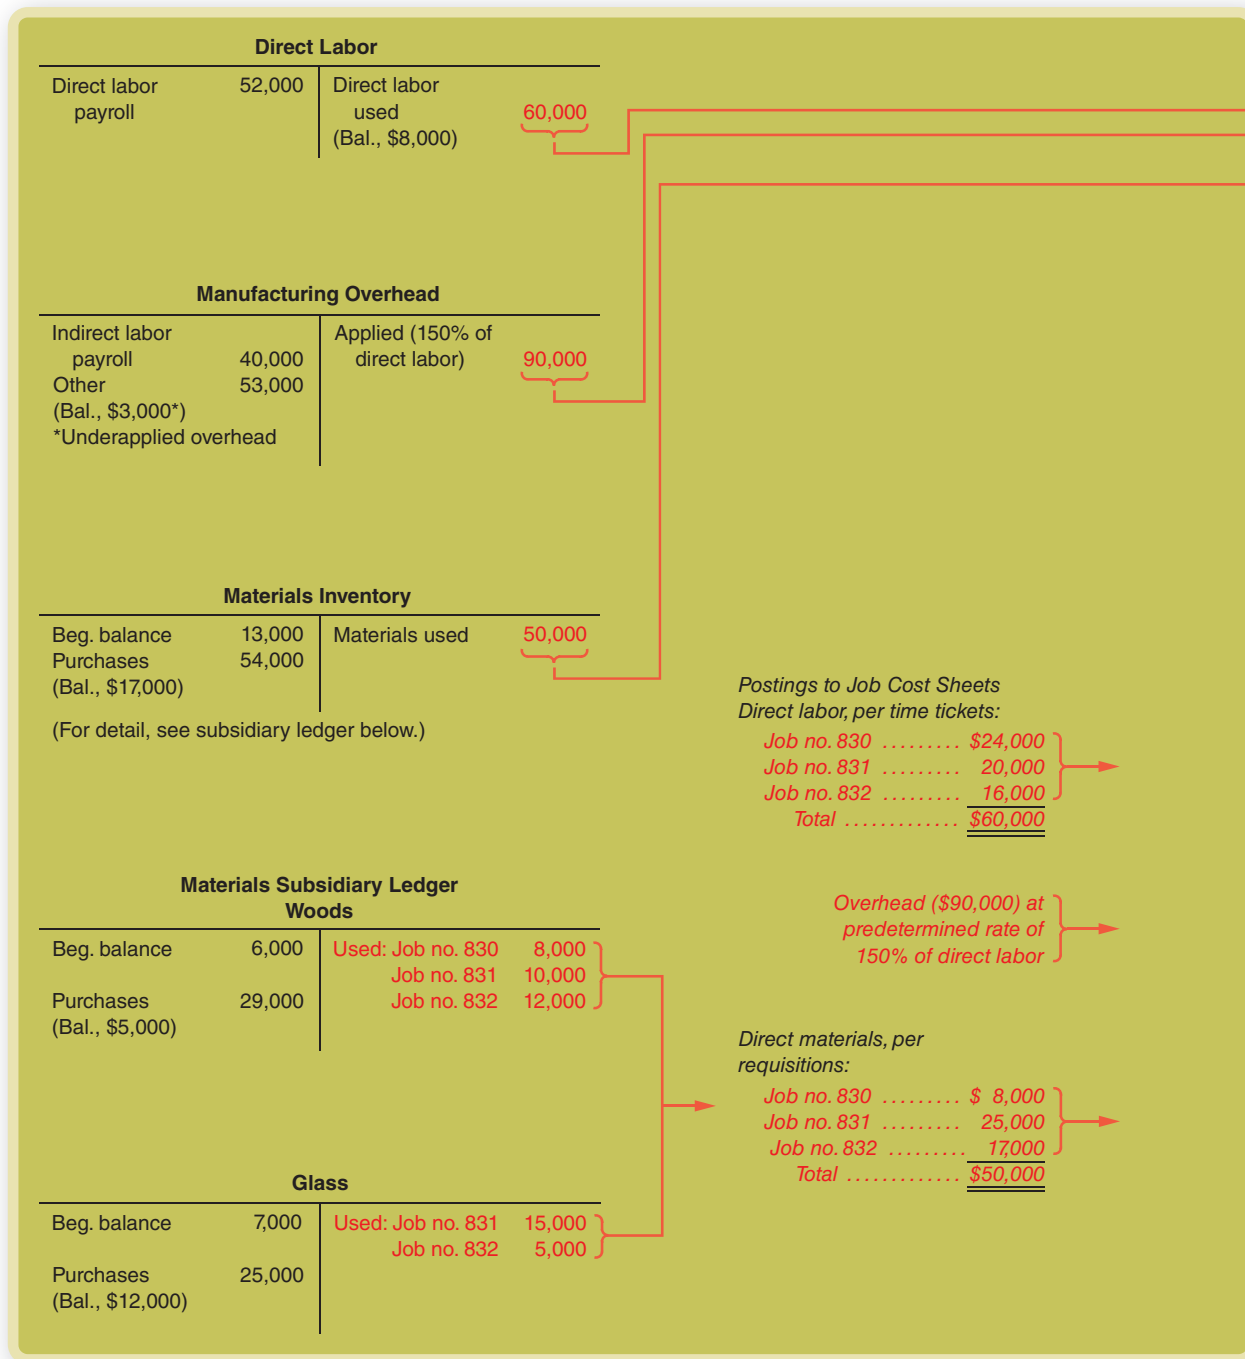 Direct Labor
Direct labor 52,000 Direct labor
payroll used 60,000
(Bal., $8,000)
Manufacturing Overhead
Indirect labor Applied (150% of
payroll 40,000 direct labor) 90,000
Other 53,000
(Bal., $3,000*)
*Underapplied overhead
Materials Inventory
Beg. balance 13,000 Materials used 50,000
Purchases 54,000
(Bal., $17,000)
(For detail, see subsidiary ledger below.)
Postings to Job Cost Sheets
Direct labor, per time tickets:
Job no. 830 ......... $24,000
Job no. 831 ......... 20,000
Job no. 832 ......... 16,000
Total ............. $60,000
Materials Subsidiary Ledger
Woods
Beg. balance 6,000 Used: Job no. 830 8,000
Job no. 831 10,000
Purchases 29,000 Job no. 832 12,000
(Bal., $5,000)
Overhead ($90,000) at
predetermined rate of
150% of direct labor
Direct materials, per
requisitions:
Job no. 830 ......... $ 8,000
Job no. 831 ......... 25,000
Job no. 832 ......... 17,000
Total ............. $50,000
Glass
Beg. balance 7,000 Used: Job no. 831 15,000
Job no. 832 5,000
Purchases 25,000
(Bal., $12,000)